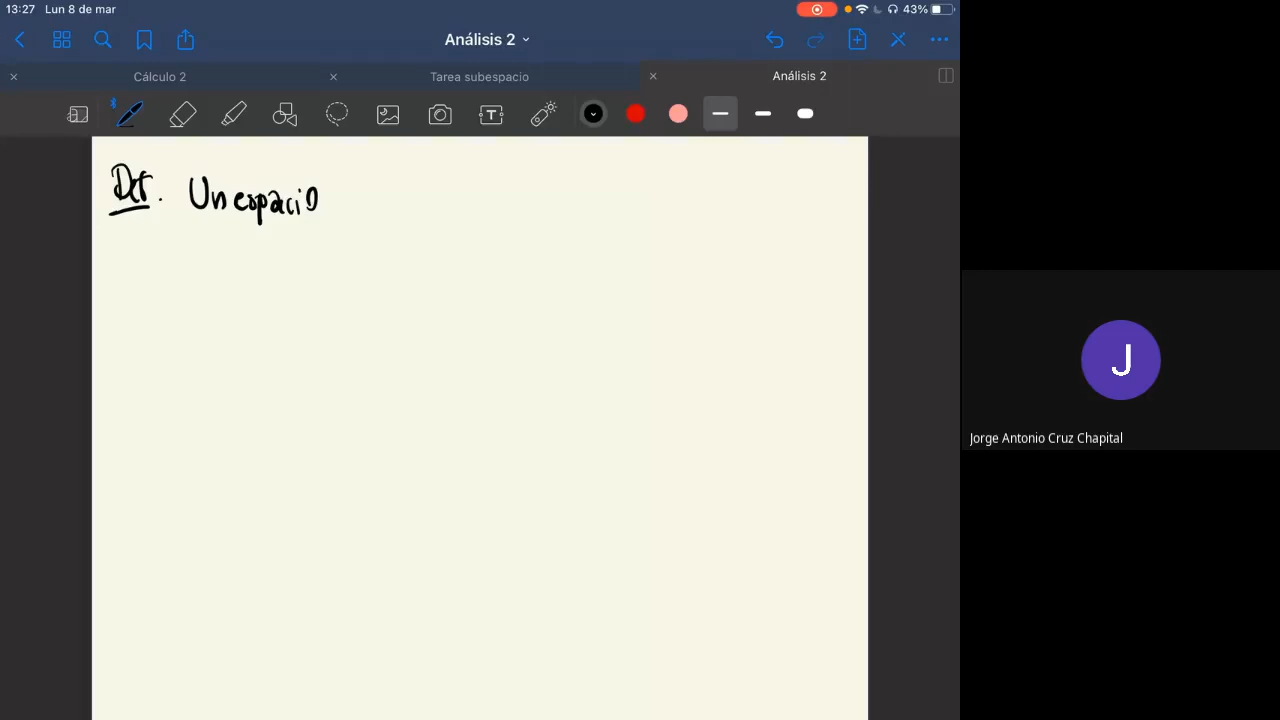 13:27 Lun 8 de mar 43%
Análisis 2
Cálculo 2 Tarea subespacio Análisis 2
T
Def. Un espacio
J
Jorge Antonio Cruz Chapital